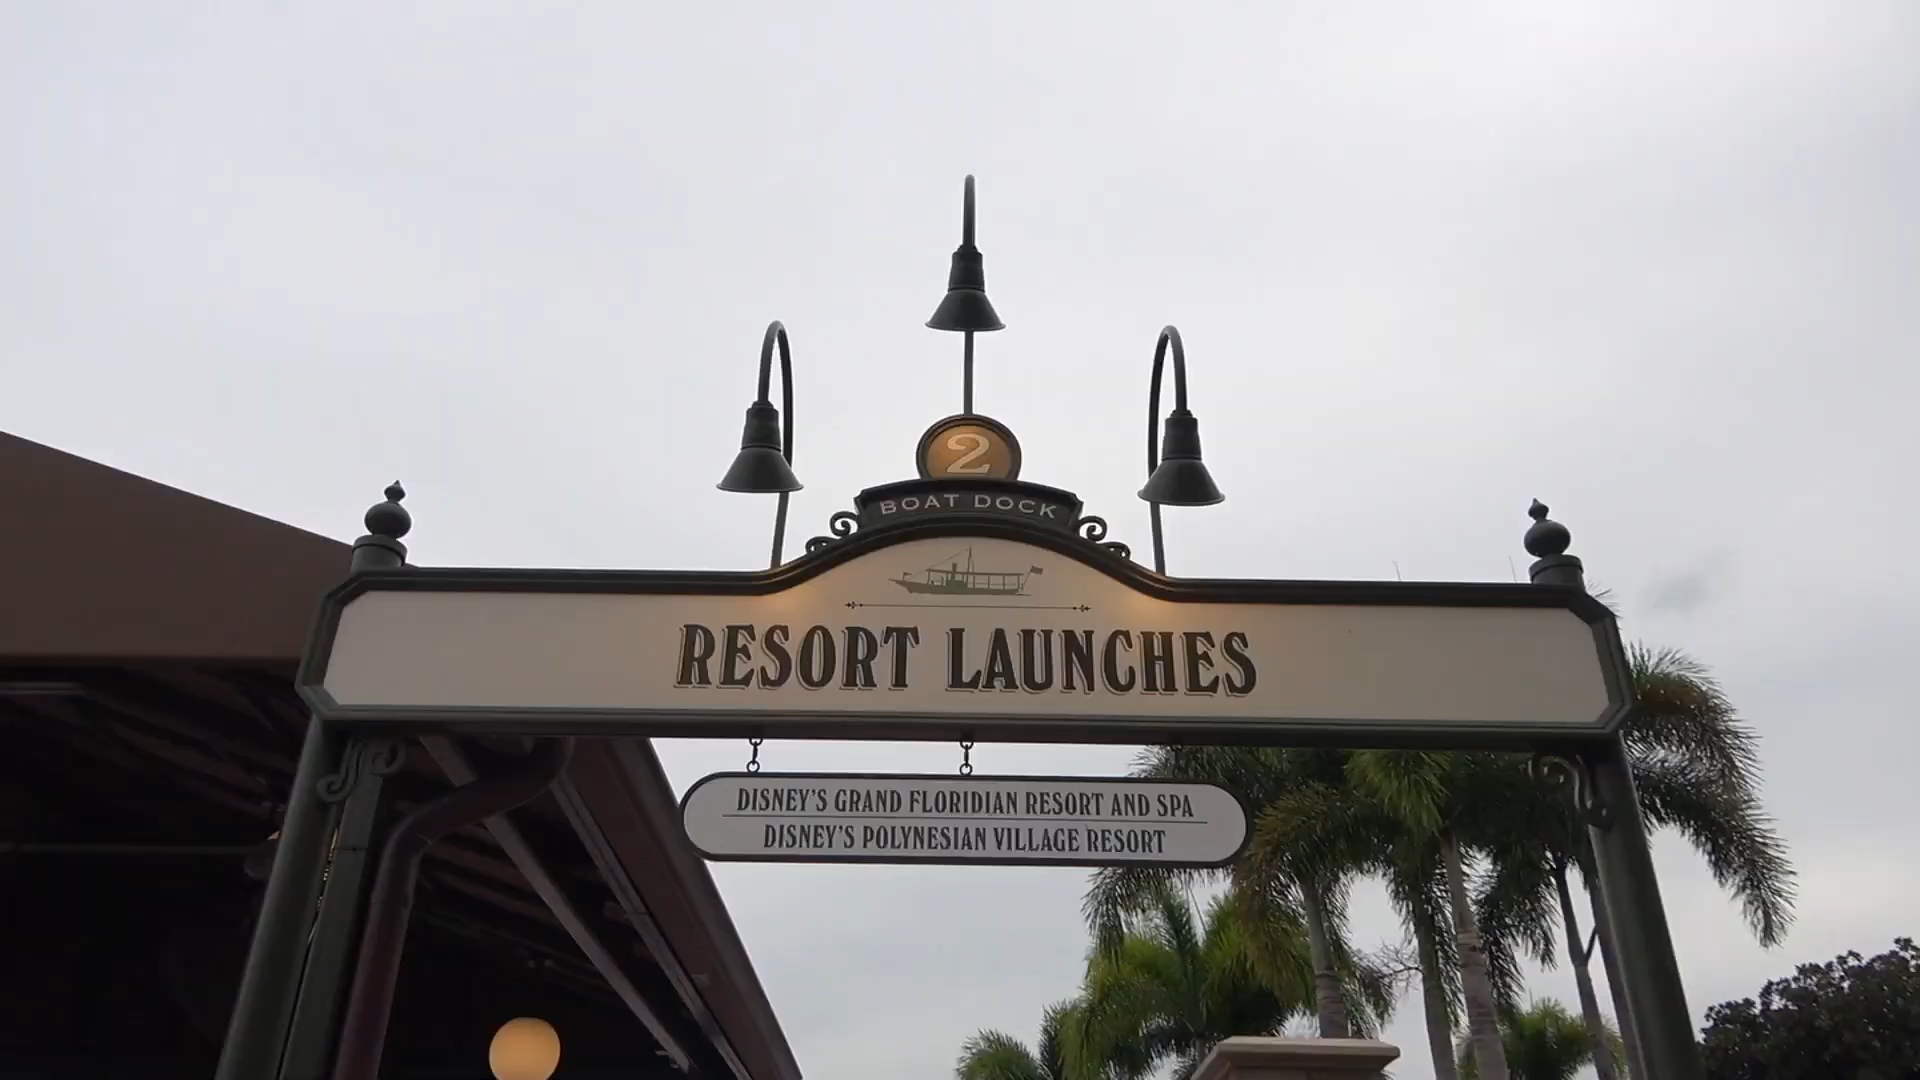 2
BOAT DOCK
RESORT LAUNCHES
DISNEY'S GRAND FLORIDIAN RESORT AND SPA
DISNEY'S POLYNESIAN VILLAGE RESORT